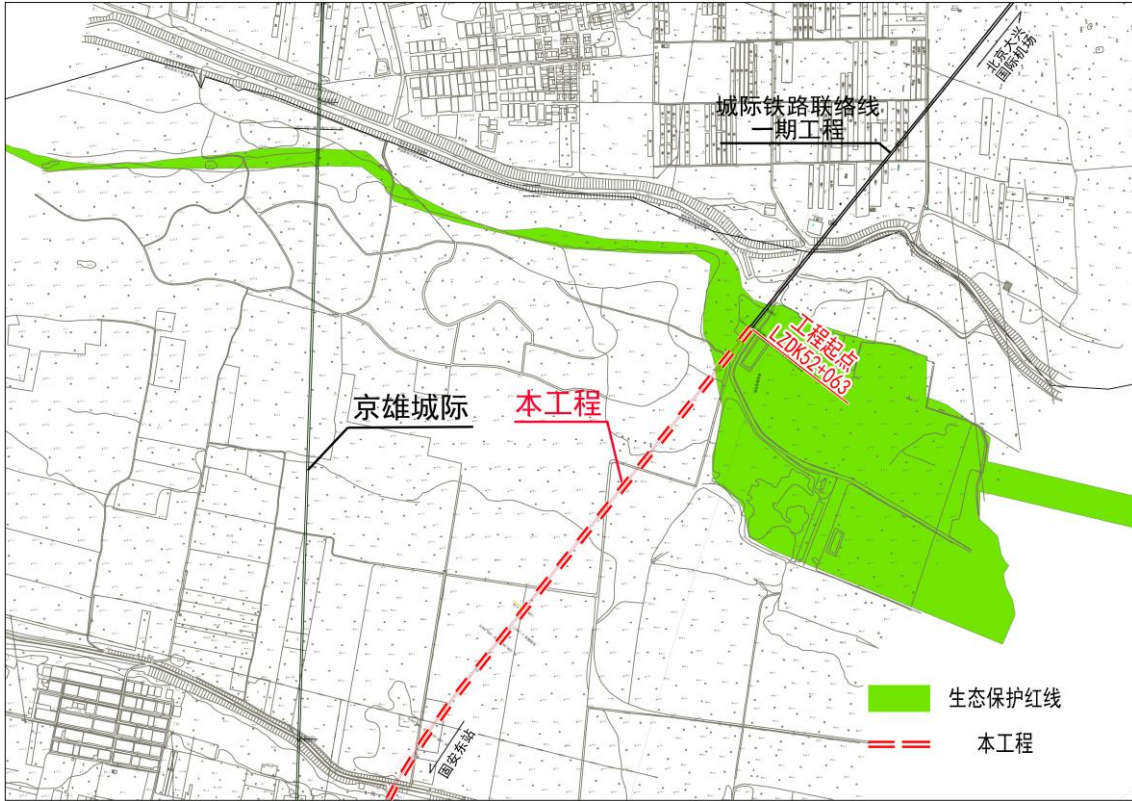 北京大兴
国际机场
城际铁路联络线
一期工程
工程起点
LZDK52+063
京雄城际
本工程
固安东站
生态保护红线
本工程